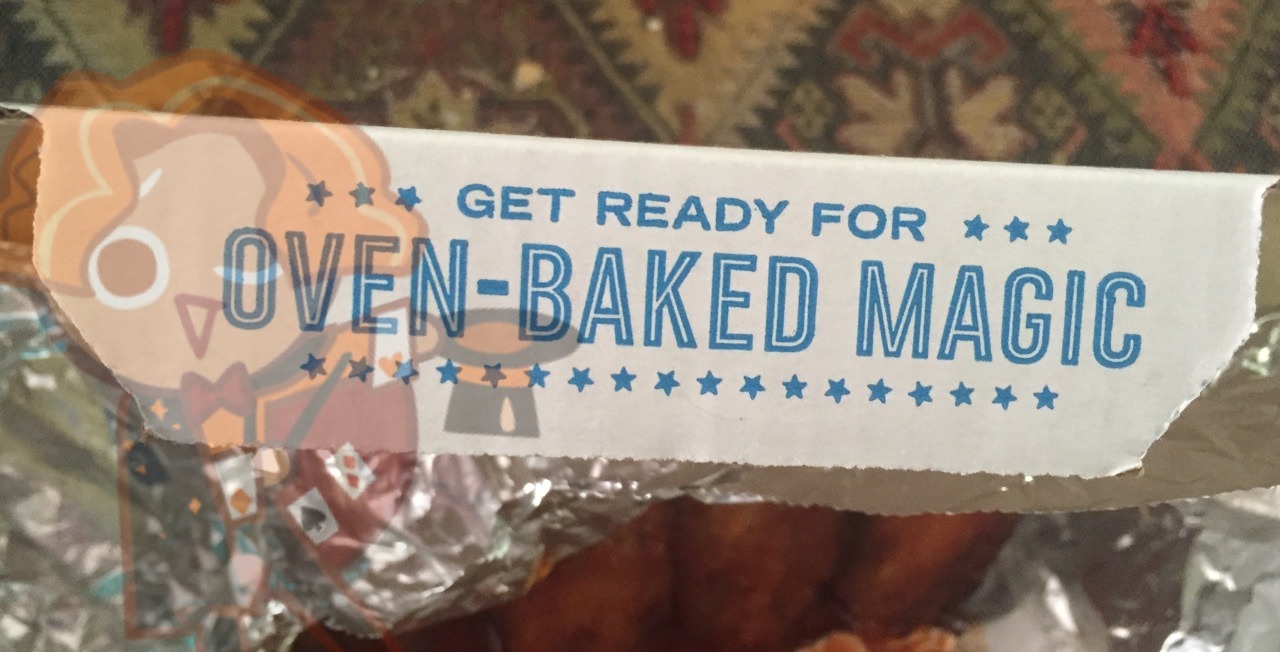 GET READY FOR
OVEN-BAKED MAGIC